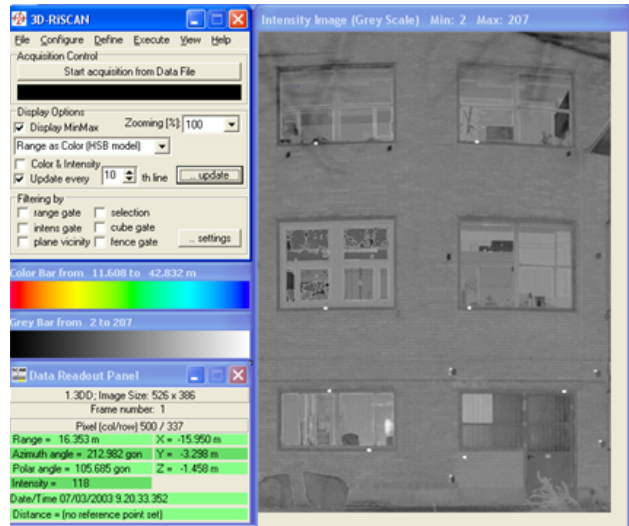 3D-RiSCAN
File Configure Define Execute View Help
Acquisition Control
Start acquisition from Data File
Display Options
Display MinMax Zooming [%]: 100
Range as Color (HSB model)
Color & Intensity
Update every 10 th line .. update
Filtering by
range gate selection
intens gate cube gate
plane vicinity fence gate .. settings
Color Bar from 11.608 to 42.832 m
Grey Bar from 2 to 207
Data Readout Panel
1.3DD; Image Size: 526 x 386
Frame number: 1
Pixel (col/row) 500 / 337
Range = 16.353 m X = -15.950 m
Azimuth angle = 212.982 gon Y = -3.298 m
Polar angle = 105.685 gon Z = -1.458 m
Intensity = 118
Date/Time 07/03/2003 9.20.33.352
Distance = (no reference point set)
Intensity Image (Grey Scale) Min: 2 Max: 207